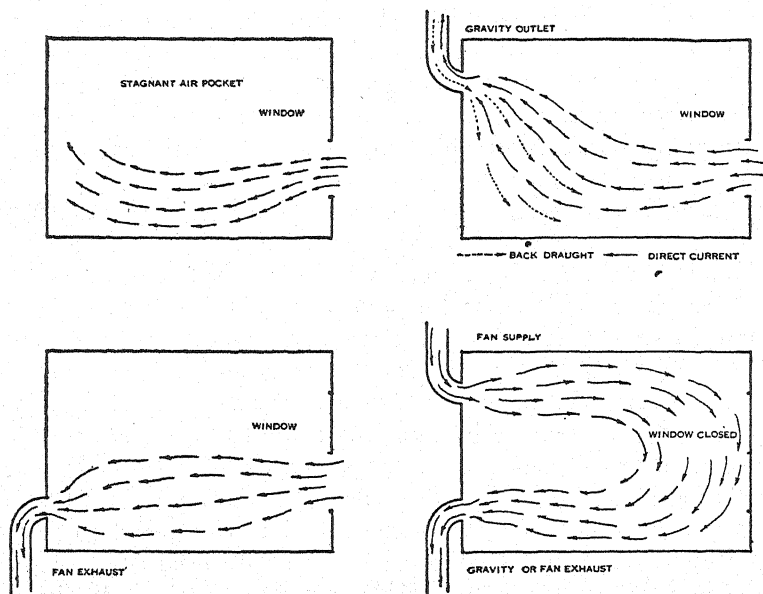 STAGNANT AIR POCKET
WINDOW
GRAVITY OUTLET
WINDOW
BACK DRAUGHT
DIRECT CURRENT
WINDOW
FAN EXHAUST
FAN SUPPLY
WINDOW CLOSED
GRAVITY OR FAN EXHAUST